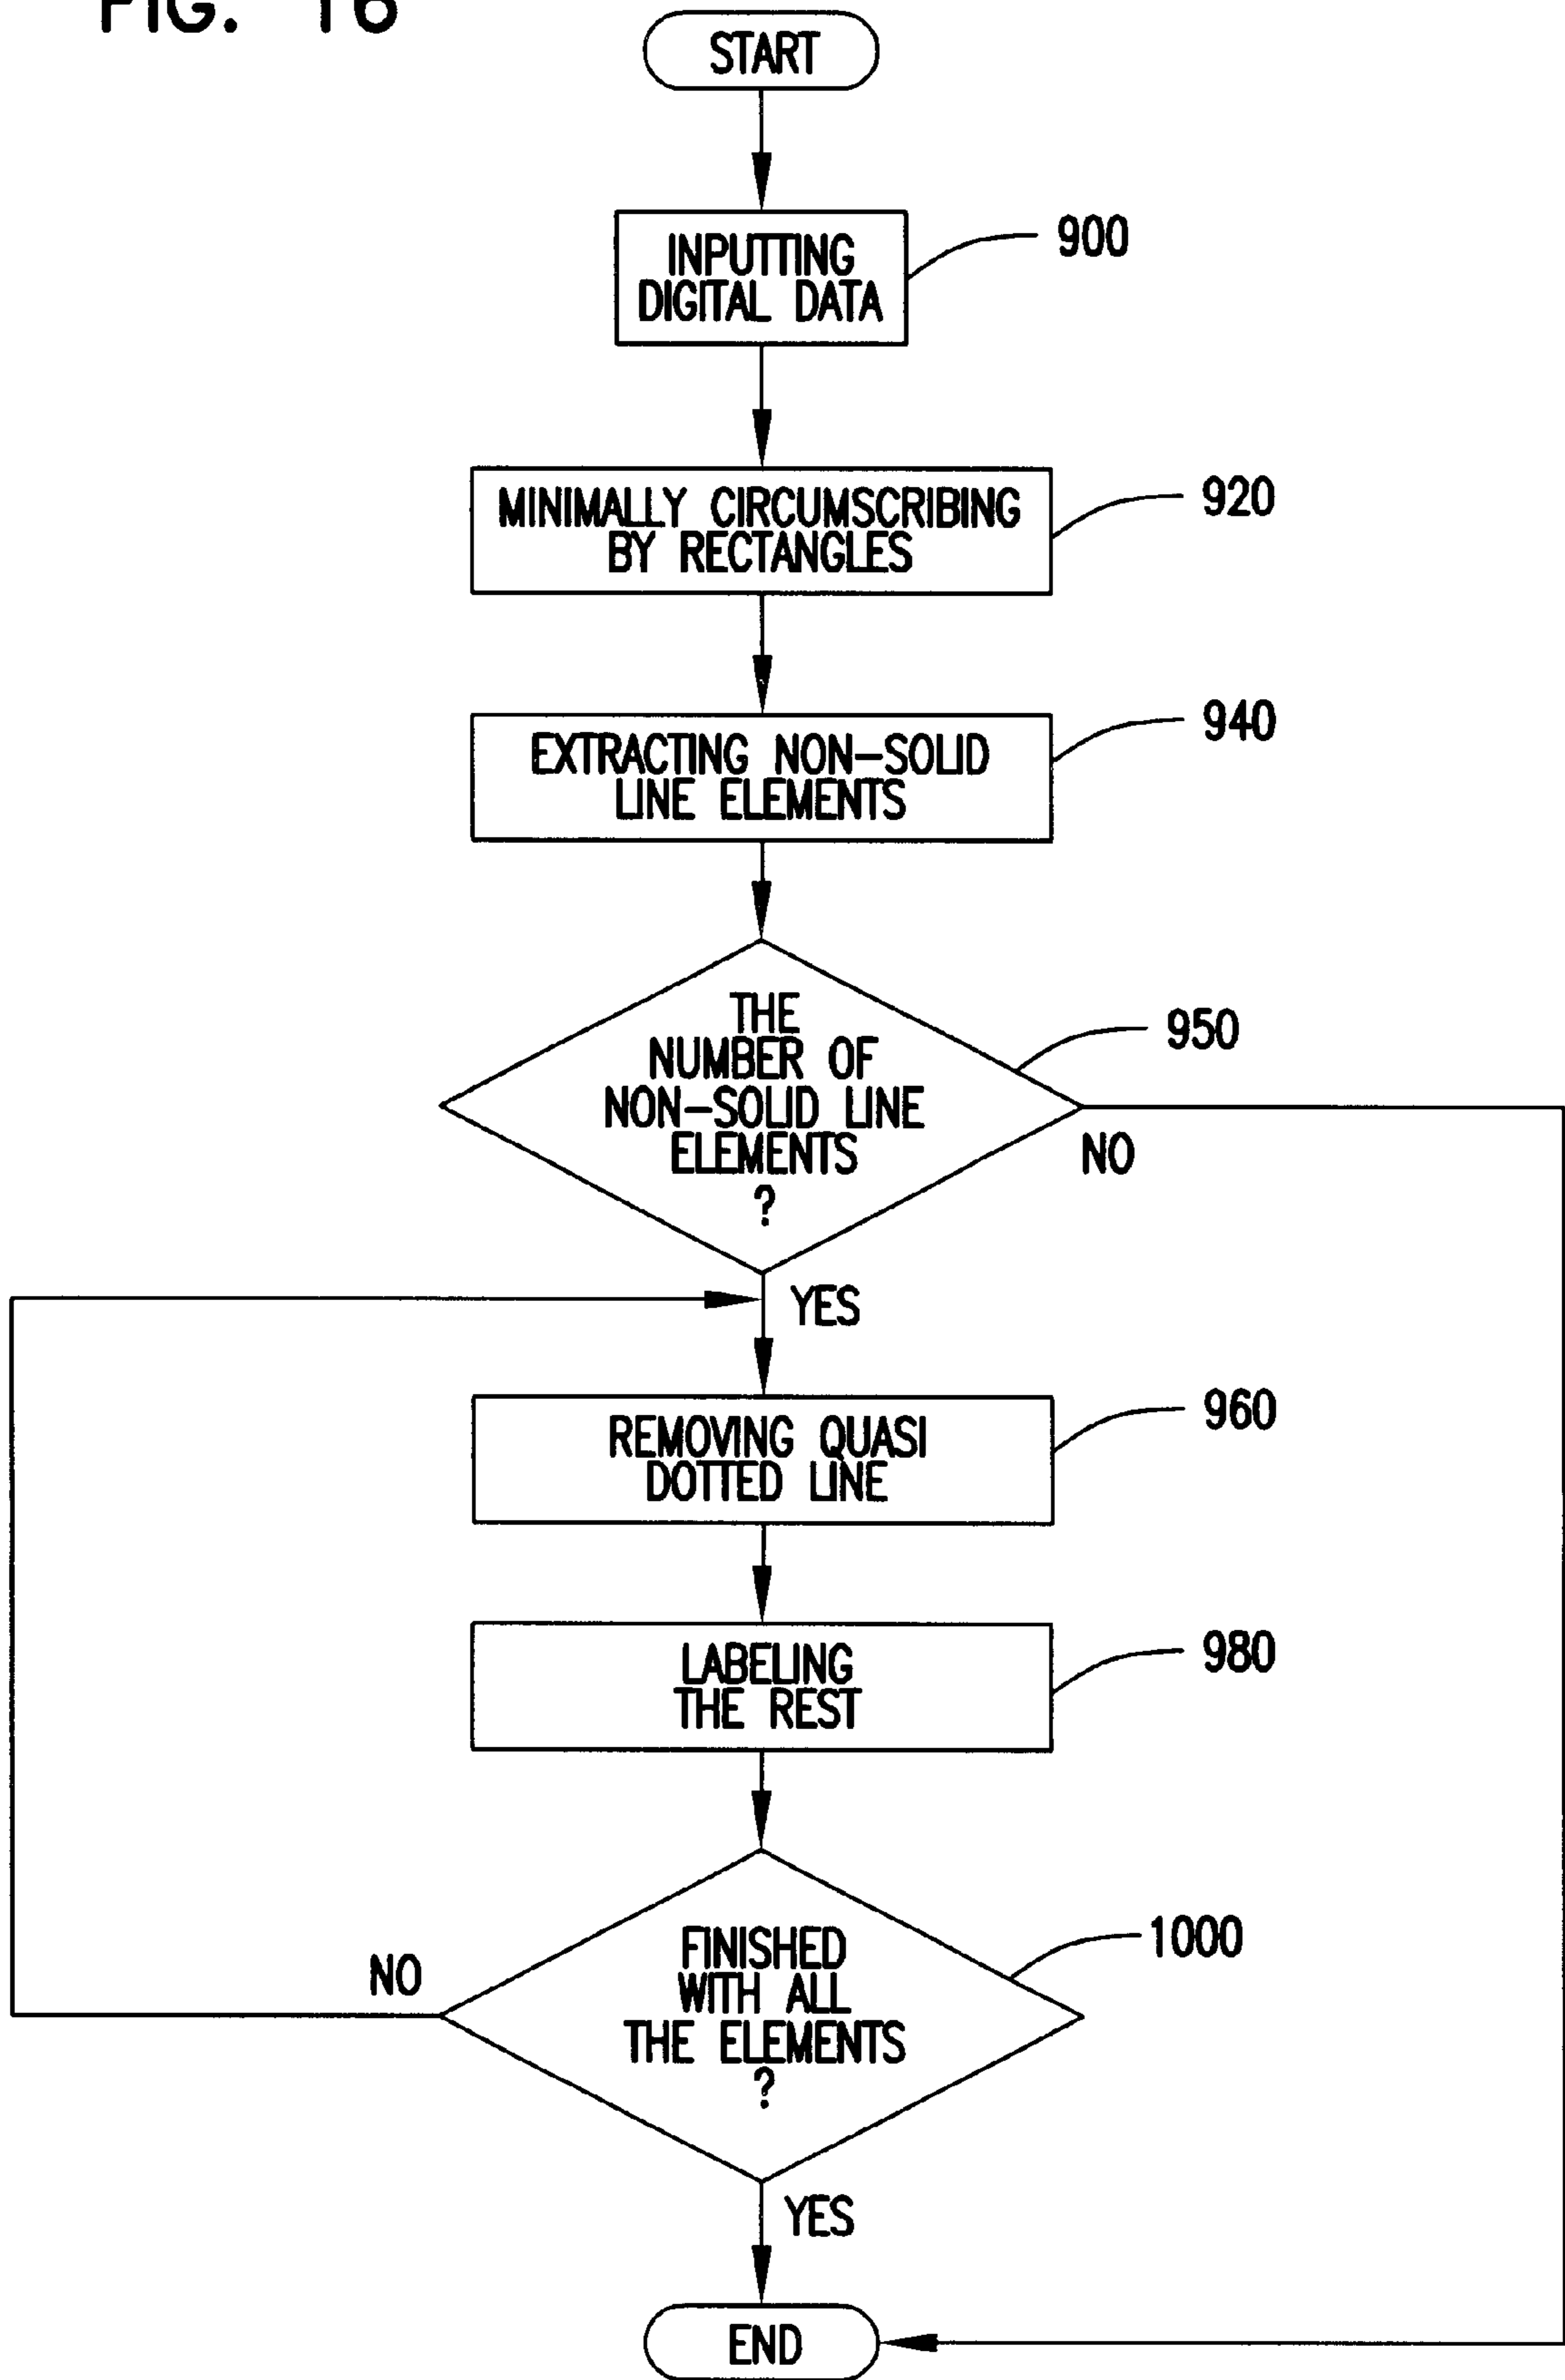 FIG. 16
START
INPUTTING
DIGITAL DATA
900
MINIMALLY CIRCUMSCRIBING
BY RECTANGLES
920
EXTRACTING NON-SOLID
LINE ELEMENTS
940
THE
NUMBER OF
NON-SOLID LINE
ELEMENTS
?
950
NO
YES
REMOVING QUASI
DOTTED LINE
960
LABELING
THE REST
980
FINISHED
WITH ALL
THE ELEMENTS
?
1000
NO
YES
END